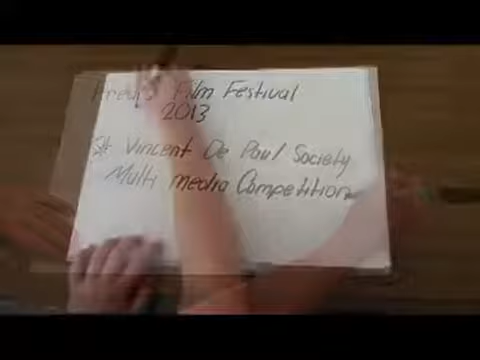 Film Festival
2013
St Vincent De Paul Society
Multi media Competition